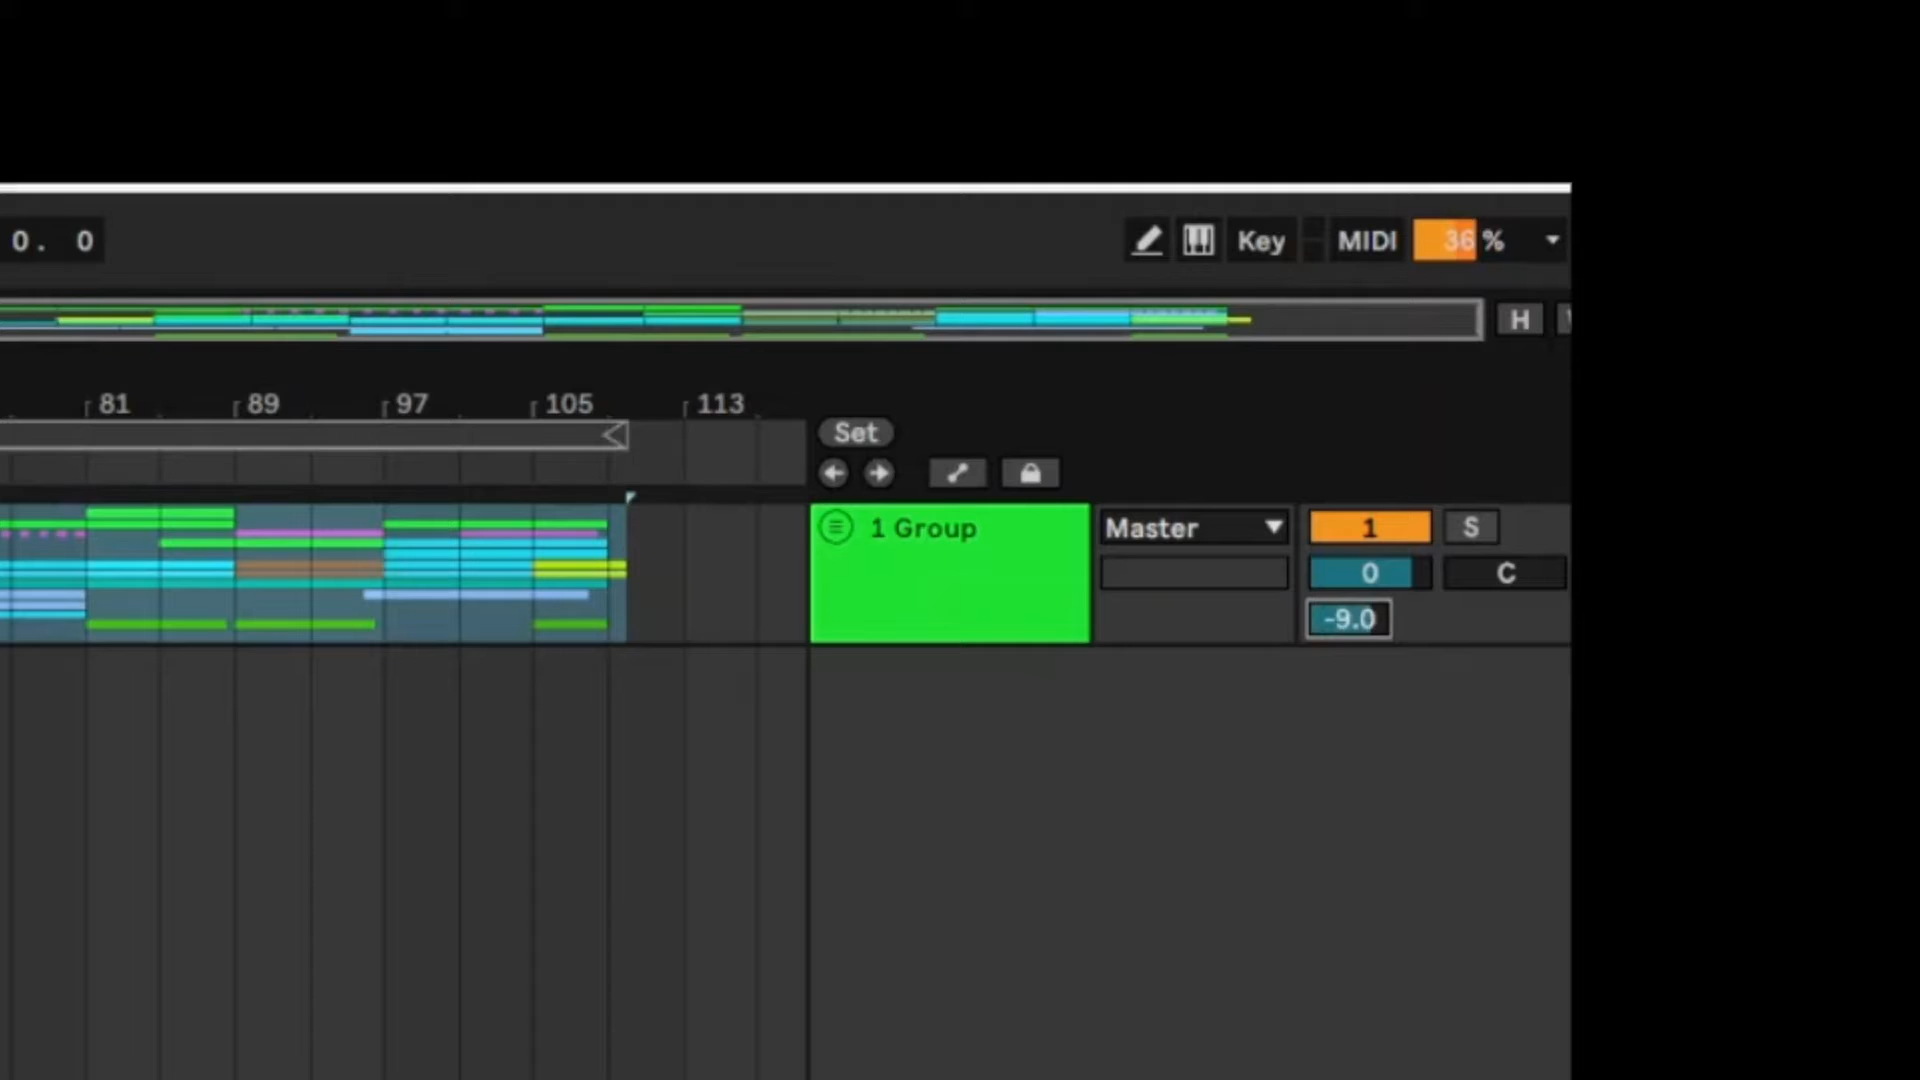 0. 0 Key MIDI 36 %
H
81 89 97 105 113
Set
1 Group Master 1 S
0 C
-9.0